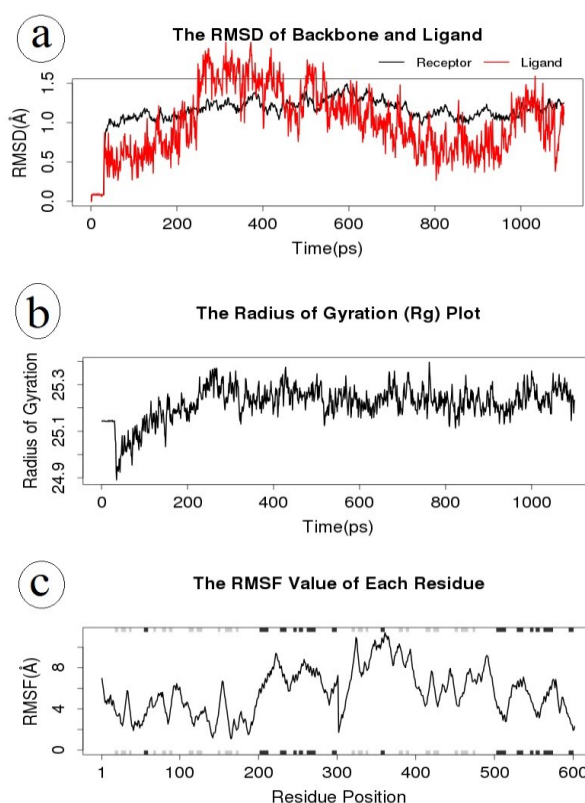 a
The RMSD of Backbone and Ligand
Receptor Ligand
RMSD(Å)
1.5
1.0
0.5
0.0
0 200 400 600 800 1000
Time(ps)
b
The Radius of Gyration (Rg) Plot
Radius of Gyration
25.3
25.1
24.9
0 200 400 600 800 1000
Time(ps)
c
The RMSF Value of Each Residue
RMSF(Å)
8
4
0
1 100 200 300 400 500 600
Residue Position